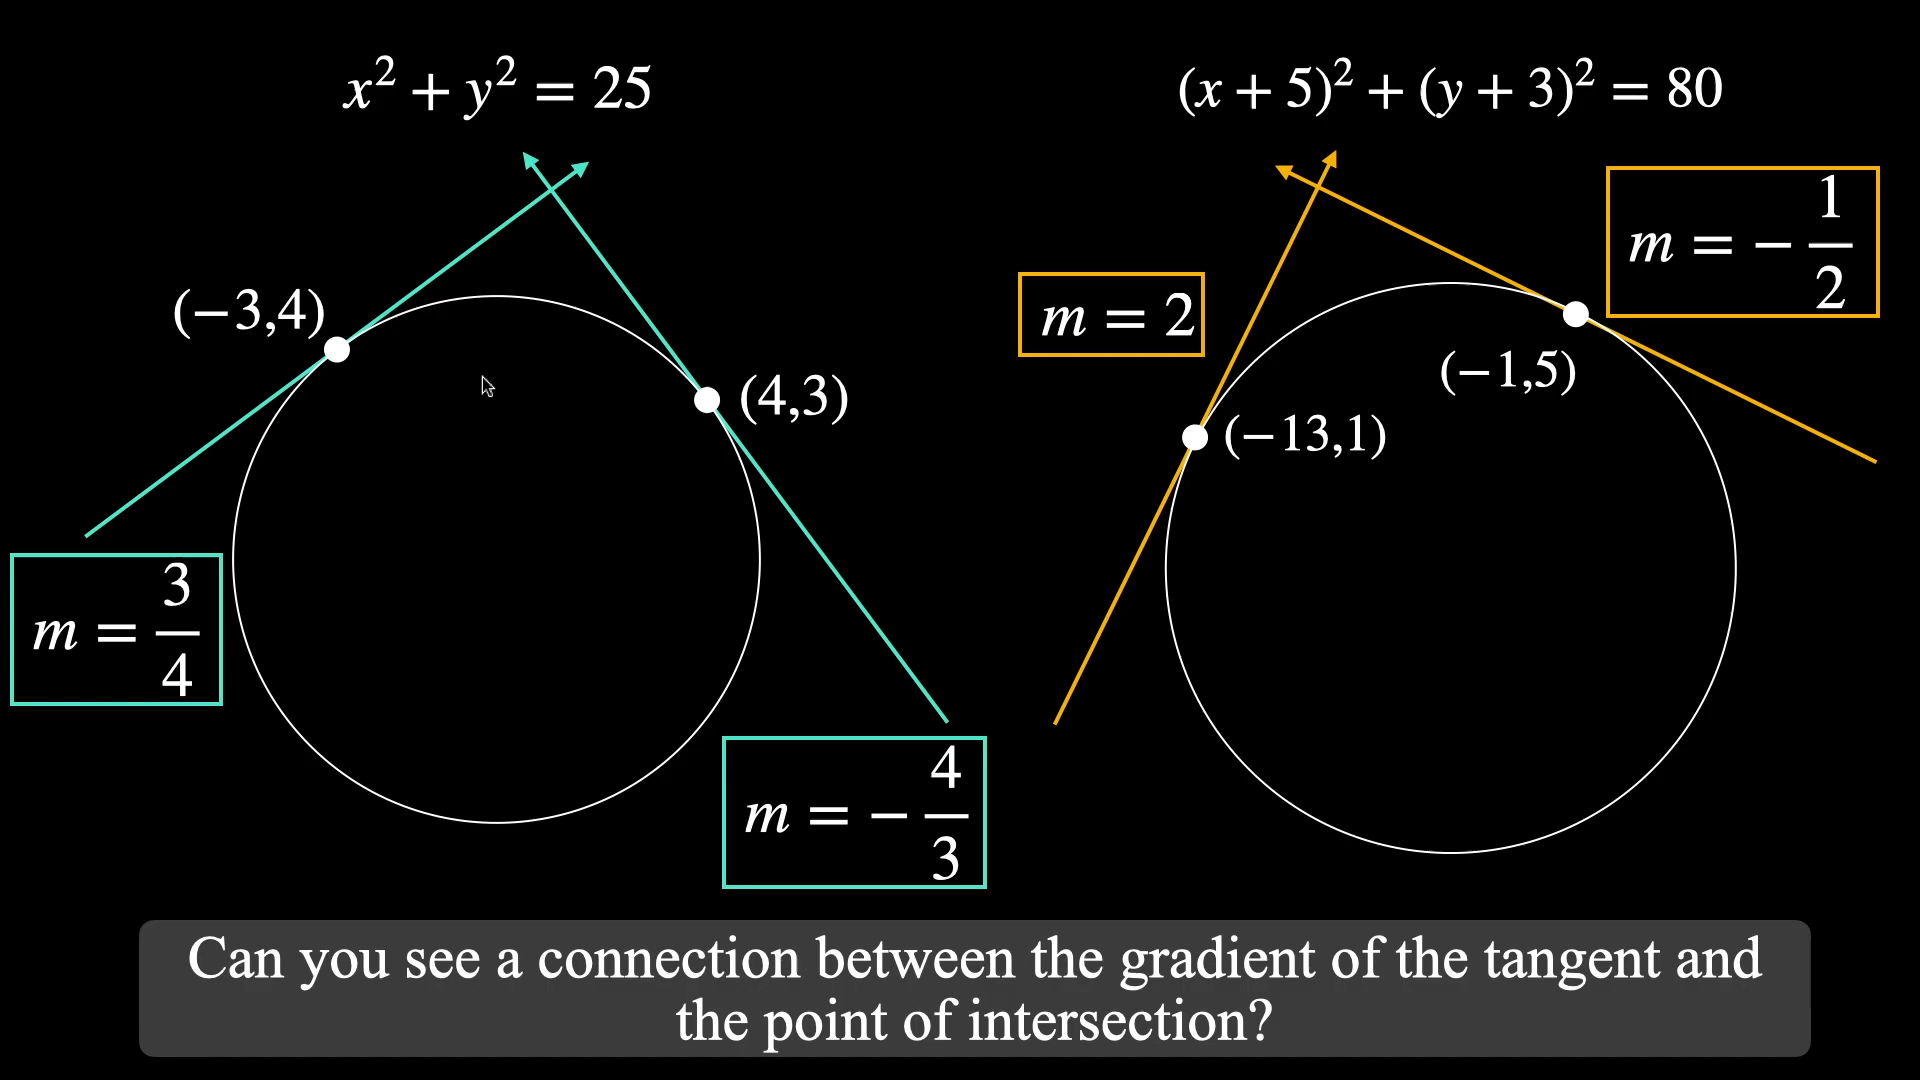 x² + y² = 25
(−3,4)
(4,3)
m = 3/4
m = −4/3
(x + 5)² + (y + 3)² = 80
m = 2
m = −1/2
(−1,5)
(−13,1)
Can you see a connection between the gradient of the tangent and
the point of intersection?